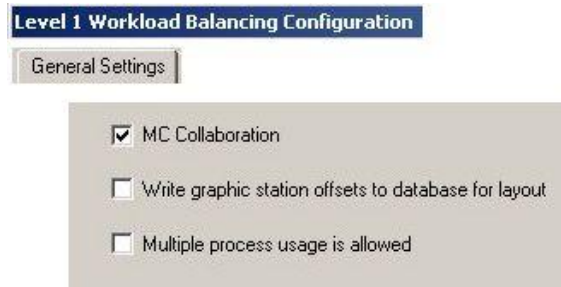 Level 1 Workload Balancing Configuration
General Settings
MC Collaboration
Write graphic station offsets to database for layout
Multiple process usage is allowed